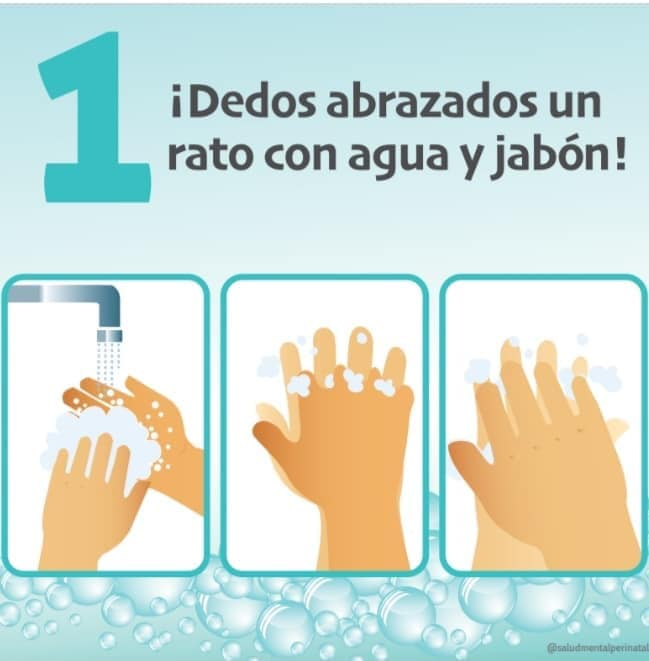 1
¡Dedos abrazados un
rato con agua y jabón!
@saludmentalperinatal